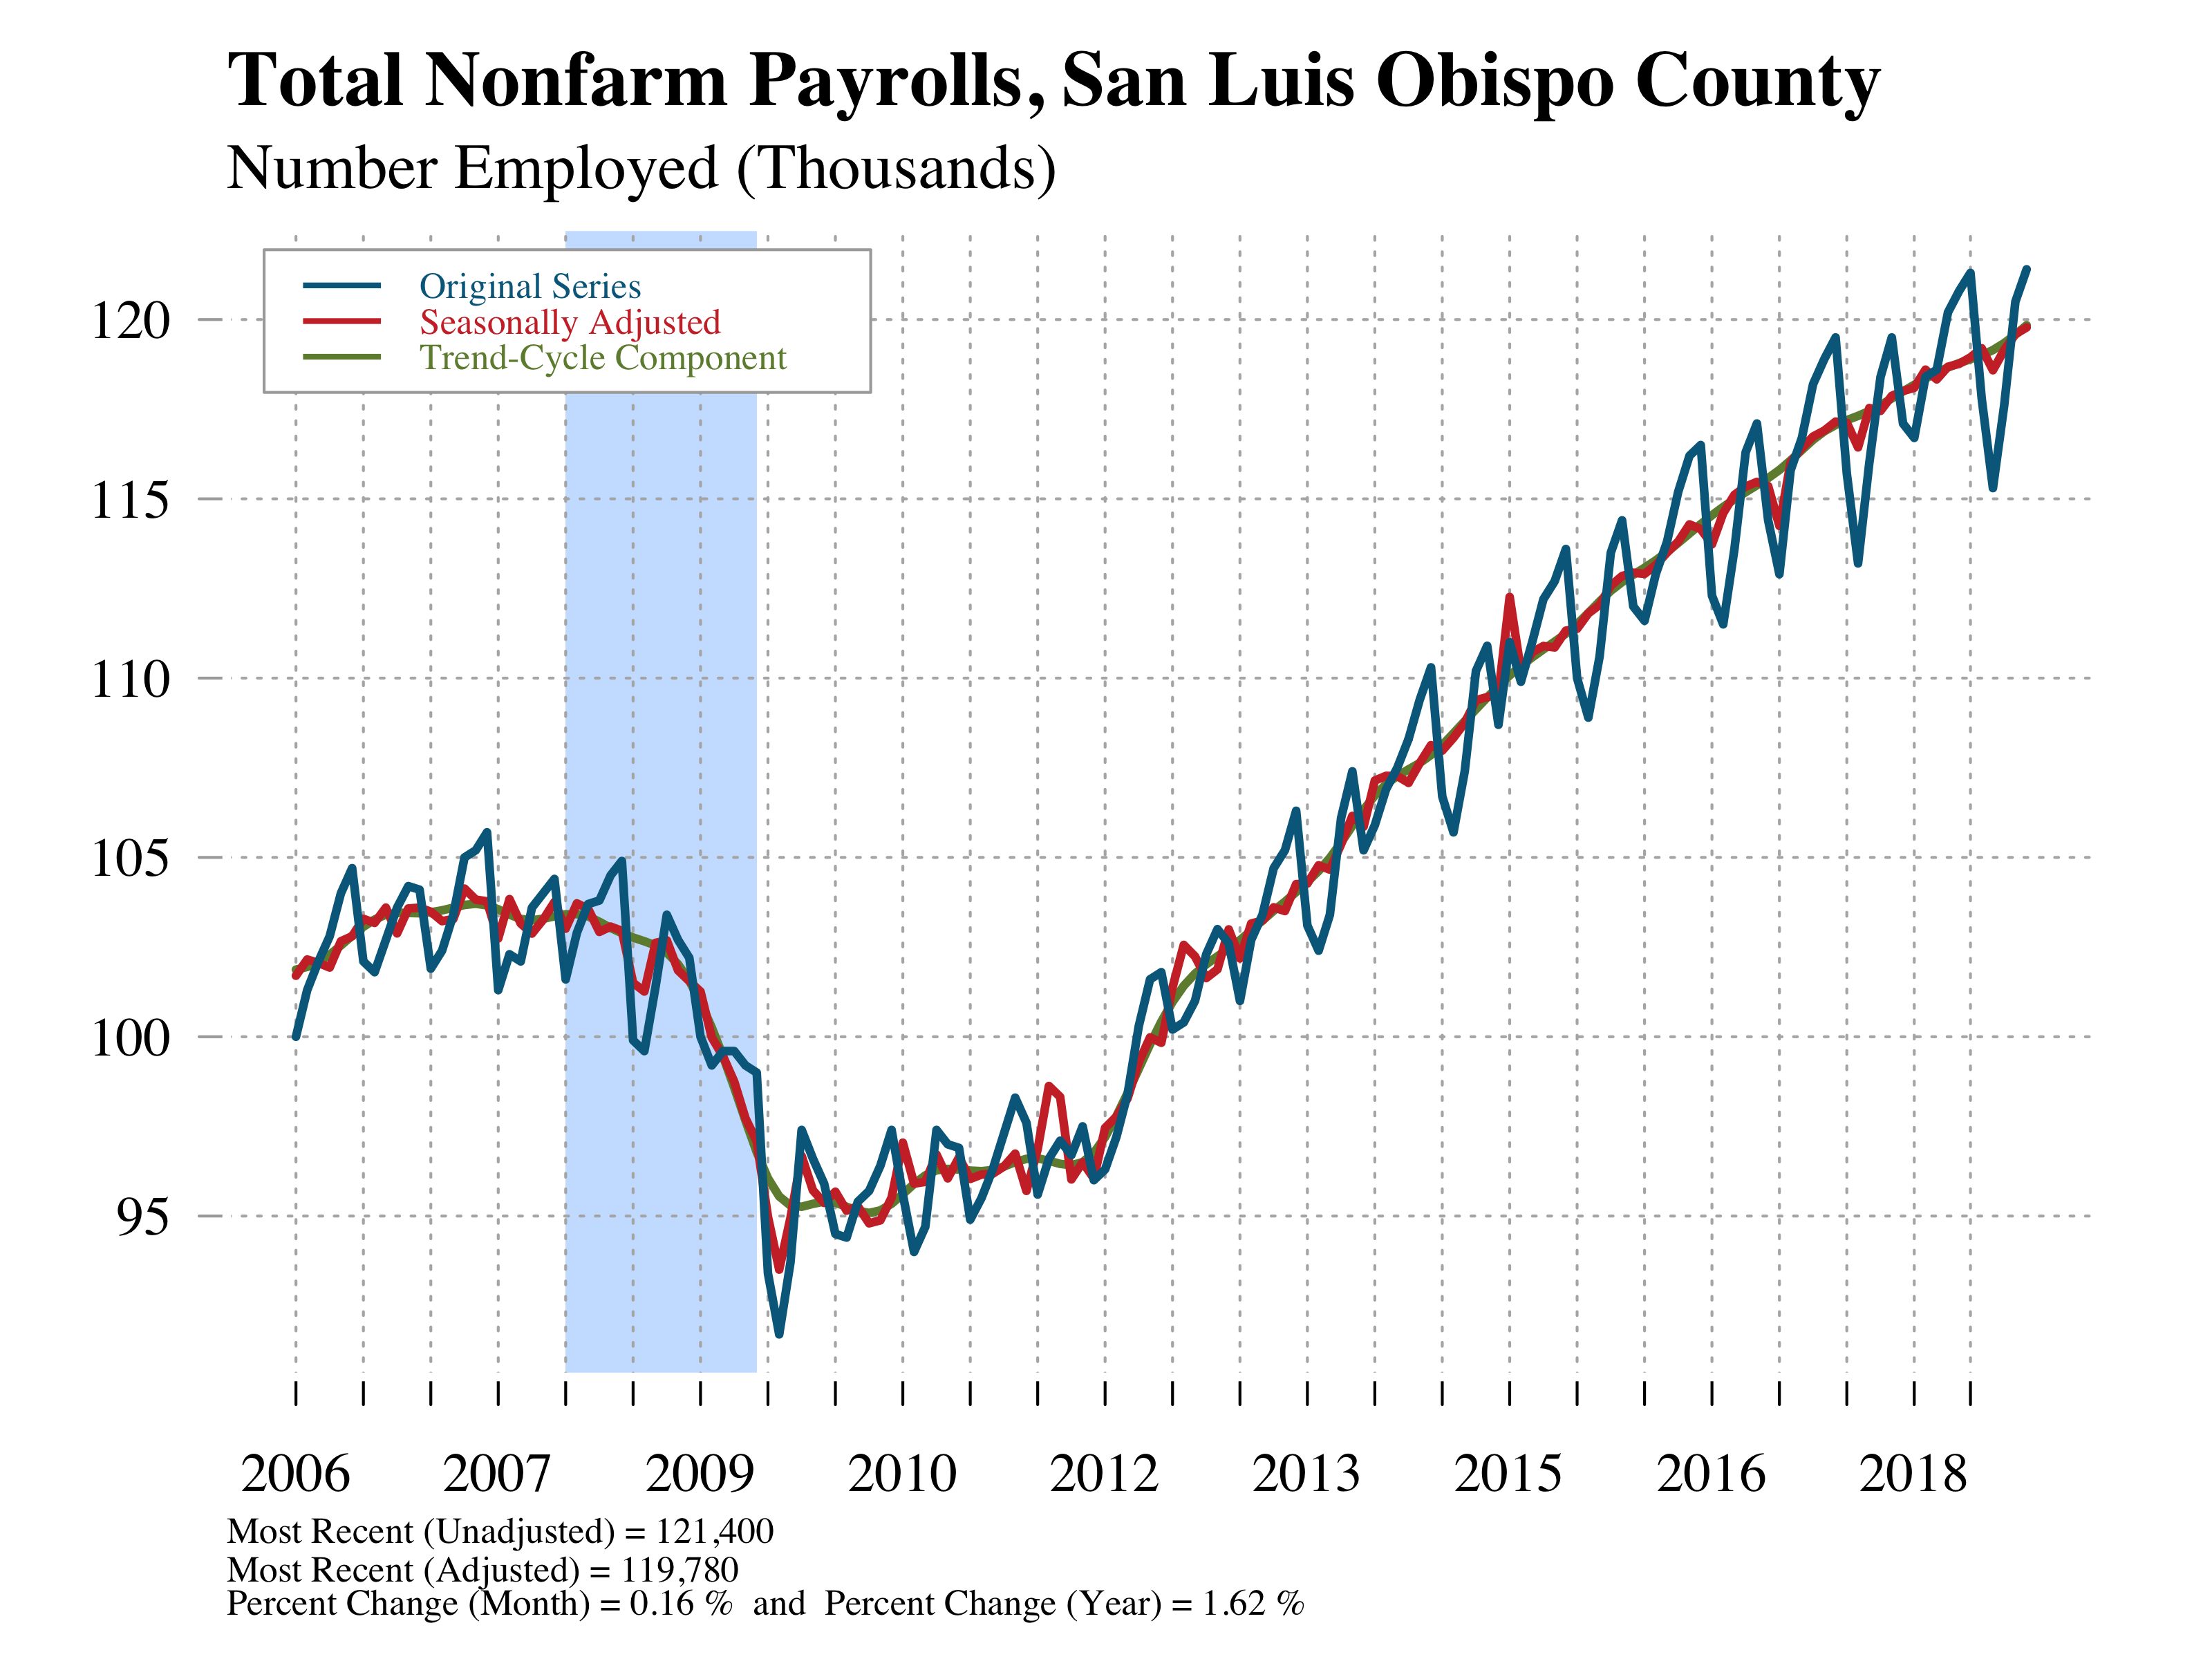 Total Nonfarm Payrolls, San Luis Obispo County
Number Employed (Thousands)
Original Series
Seasonally Adjusted
Trend-Cycle Component
120
115
110
105
100
95
2006 2007 2009 2010 2012 2013 2015 2016 2018
Most Recent (Unadjusted) = 121,400
Most Recent (Adjusted) = 119,780
Percent Change (Month) = 0.16 % and Percent Change (Year) = 1.62 %